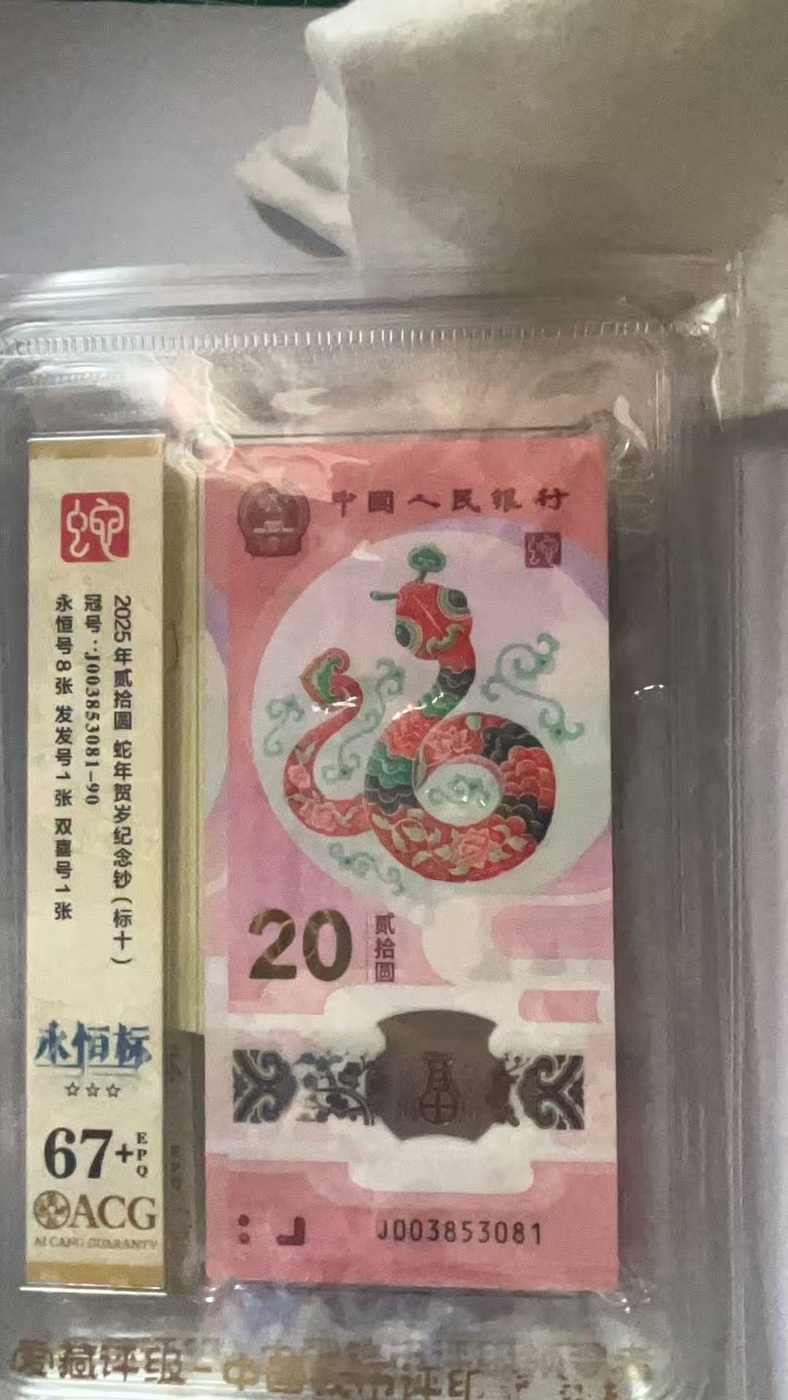 蛇
2025年贰拾圆 蛇年贺岁纪念钞(标十)
冠号:J003853081-90
永恒号8张 发发号1张 双喜号1张
永恒标
☆☆☆
67+
EPQ
ACG
AI CANG GUARANTY
中國人民银行
蛇
20
贰拾圆
J003853081
爱藏评级-中